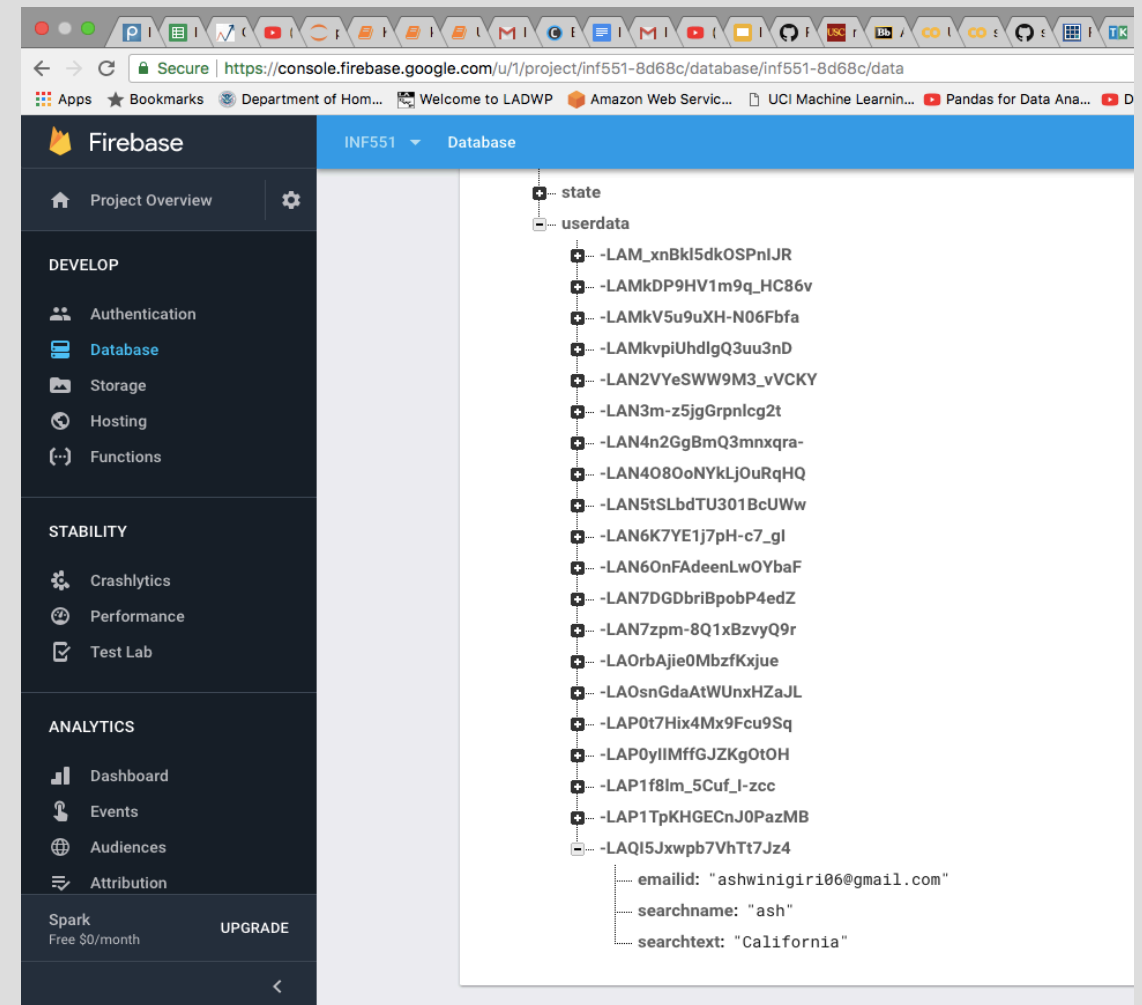 Secure | https://console.firebase.google.com/u/1/project/inf551-8d68c/database/inf551-8d68c/data
Apps Bookmarks Department of Hom... Welcome to LADWP Amazon Web Servic... UCI Machine Learnin... Pandas for Data Ana... D
Firebase
INF551 Database
Project Overview
DEVELOP
Authentication
Database
Storage
Hosting
Functions
STABILITY
Crashlytics
Performance
Test Lab
ANALYTICS
Dashboard
Events
Audiences
Attribution
Spark
Free $0/month
UPGRADE
state
userdata
-LAM_xnBkl5dkOSPnIJR
-LAMkDP9HV1m9q_HC86v
-LAMkV5u9uXH-N06Fbfa
-LAMkvpiUhdlgQ3uu3nD
-LAN2VYeSWW9M3_vVCKY
-LAN3m-z5jgGrpnlcg2t
-LAN4n2GgBmQ3mnxqra-
-LAN4O8OoNYkLjOuRqHQ
-LAN5tSLbdTU301BcUWw
-LAN6K7YE1j7pH-c7_gl
-LAN6OnFAdeenLwOYbaF
-LAN7DGDbriBpobP4edZ
-LAN7zpm-8Q1xBzvyQ9r
-LAOrbAjie0MbzfKxjue
-LAOsnGdaAtWUnxHZaJL
-LAP0t7Hix4Mx9Fcu9Sq
-LAP0yIIMffGJZKgOtOH
-LAP1f8lm_5Cuf_I-zcc
-LAP1TpKHGECnJ0PazMB
-LAQI5Jxwpb7VhTt7Jz4
emailid: "ashwinigiri06@gmail.com"
searchname: "ash"
searchtext: "California"